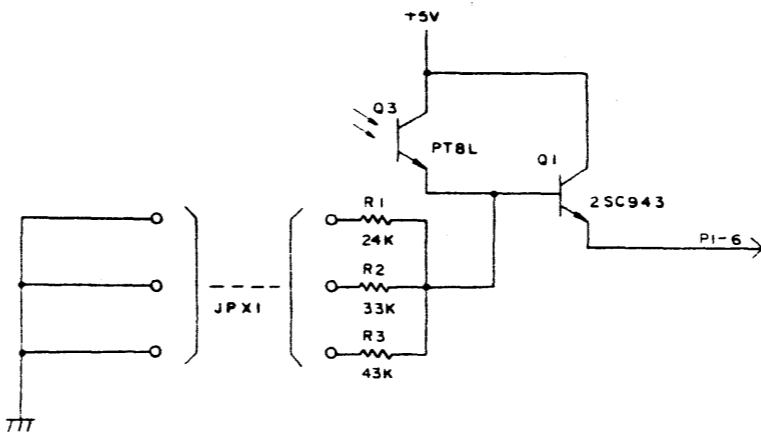 +5V
Q3
PT8L
Q1
2SC943
P1-6
R1
24K
R2
33K
JPX1
R3
43K